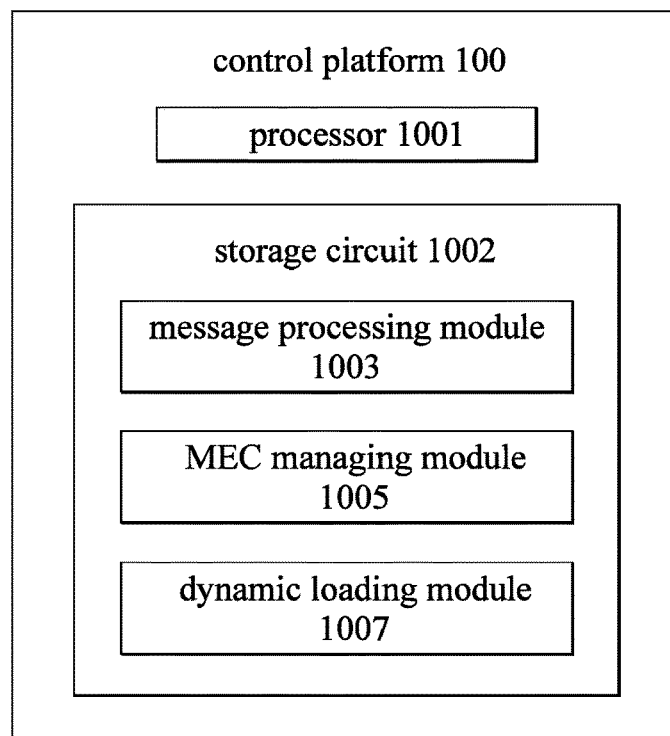 control platform 100
processor 1001
storage circuit 1002
message processing module
1003
MEC managing module
1005
dynamic loading module
1007